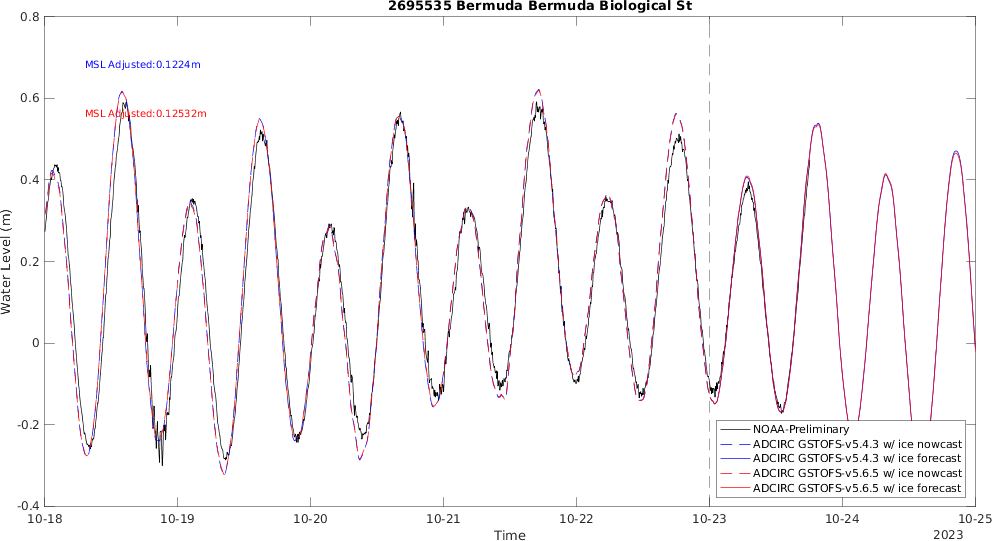 2695535 Bermuda Bermuda Biological St
0.8
MSL Adjusted:0.1224m
0.6
MSL Adjusted:0.12532m
0.4
0.2
0
-0.2
-0.4
Water Level (m)
NOAA-Preliminary
ADCIRC GSTOFS-v5.4.3 w/ ice nowcast
ADCIRC GSTOFS-v5.4.3 w/ ice forecast
ADCIRC GSTOFS-v5.6.5 w/ ice nowcast
ADCIRC GSTOFS-v5.6.5 w/ ice forecast
10-18 10-19 10-20 10-21 10-22 10-23 10-24 10-25
Time
2023